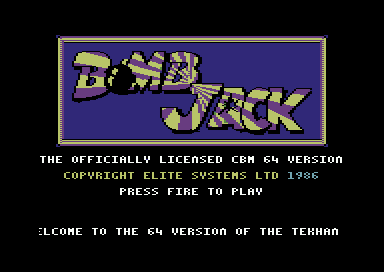 BOMB
JACK
THE OFFICIALLY LICENSED CBM 64 VERSION
COPYRIGHT ELITE SYSTEMS LTD 1986
PRESS FIRE TO PLAY
ELCOME TO THE 64 VERSION OF THE TEKHAN